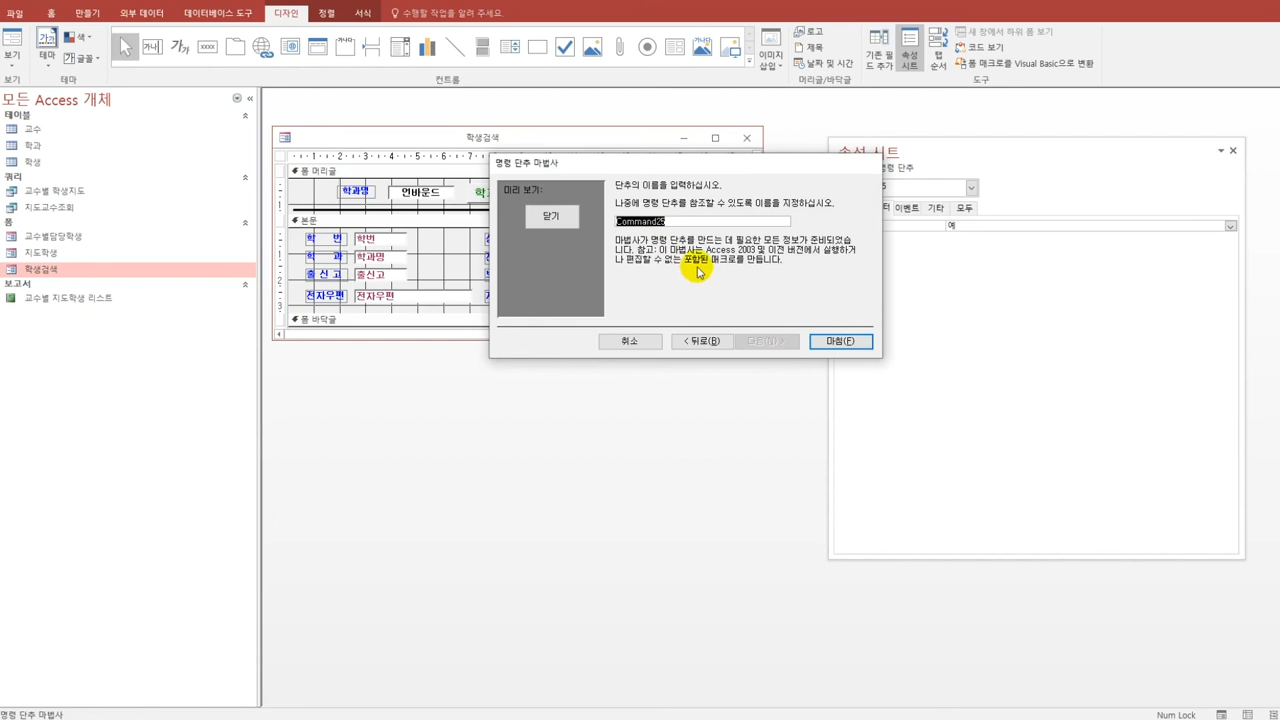 파일 홈 만들기 외부 데이터 데이터베이스 도구 디자인 정렬 서식 수행할 작업을 알려 주세요.
색 로고 새 창에서 하위 폼 보기
글꼴 제목 코드 보기
보기 테마 이미지 삽입 날짜 및 시간 기존 필드 추가 속성 시트 탭 순서 폼 매크로를 Visual Basic으로 변환
보기 테마 컨트롤 머리글/바닥글 도구
모든 Access 개체
테이블
교수
학과
학생
쿼리
교수별 학생지도
지도교수조회
폼
교수별담당학생
지도학생
학생검색
보고서
교수별 지도학생 리스트
학생검색
폼 머리글
학과명 언바운드
본문
학 번 학번
학 과 학과명
출신고 출신고
전자우편 전자우편
폼 바닥글
명령 단추 마법사
미리 보기:
닫기
단추의 이름을 입력하십시오.
나중에 명령 단추를 참조할 수 있도록 이름을 지정하십시오.
Command25
마법사가 명령 단추를 만드는 데 필요한 모든 정보가 준비되었습
니다. 참고: 이 마법사는 Access 2003 및 이전 버전에서 실행하거
나 편집할 수 없는 포함된 매크로를 만듭니다.
취소 < 뒤로(B) 다음(N) > 마침(F)
속성 시트
명령 단추
이벤트 기타 모두
예
명령 단추 마법사
Num Lock